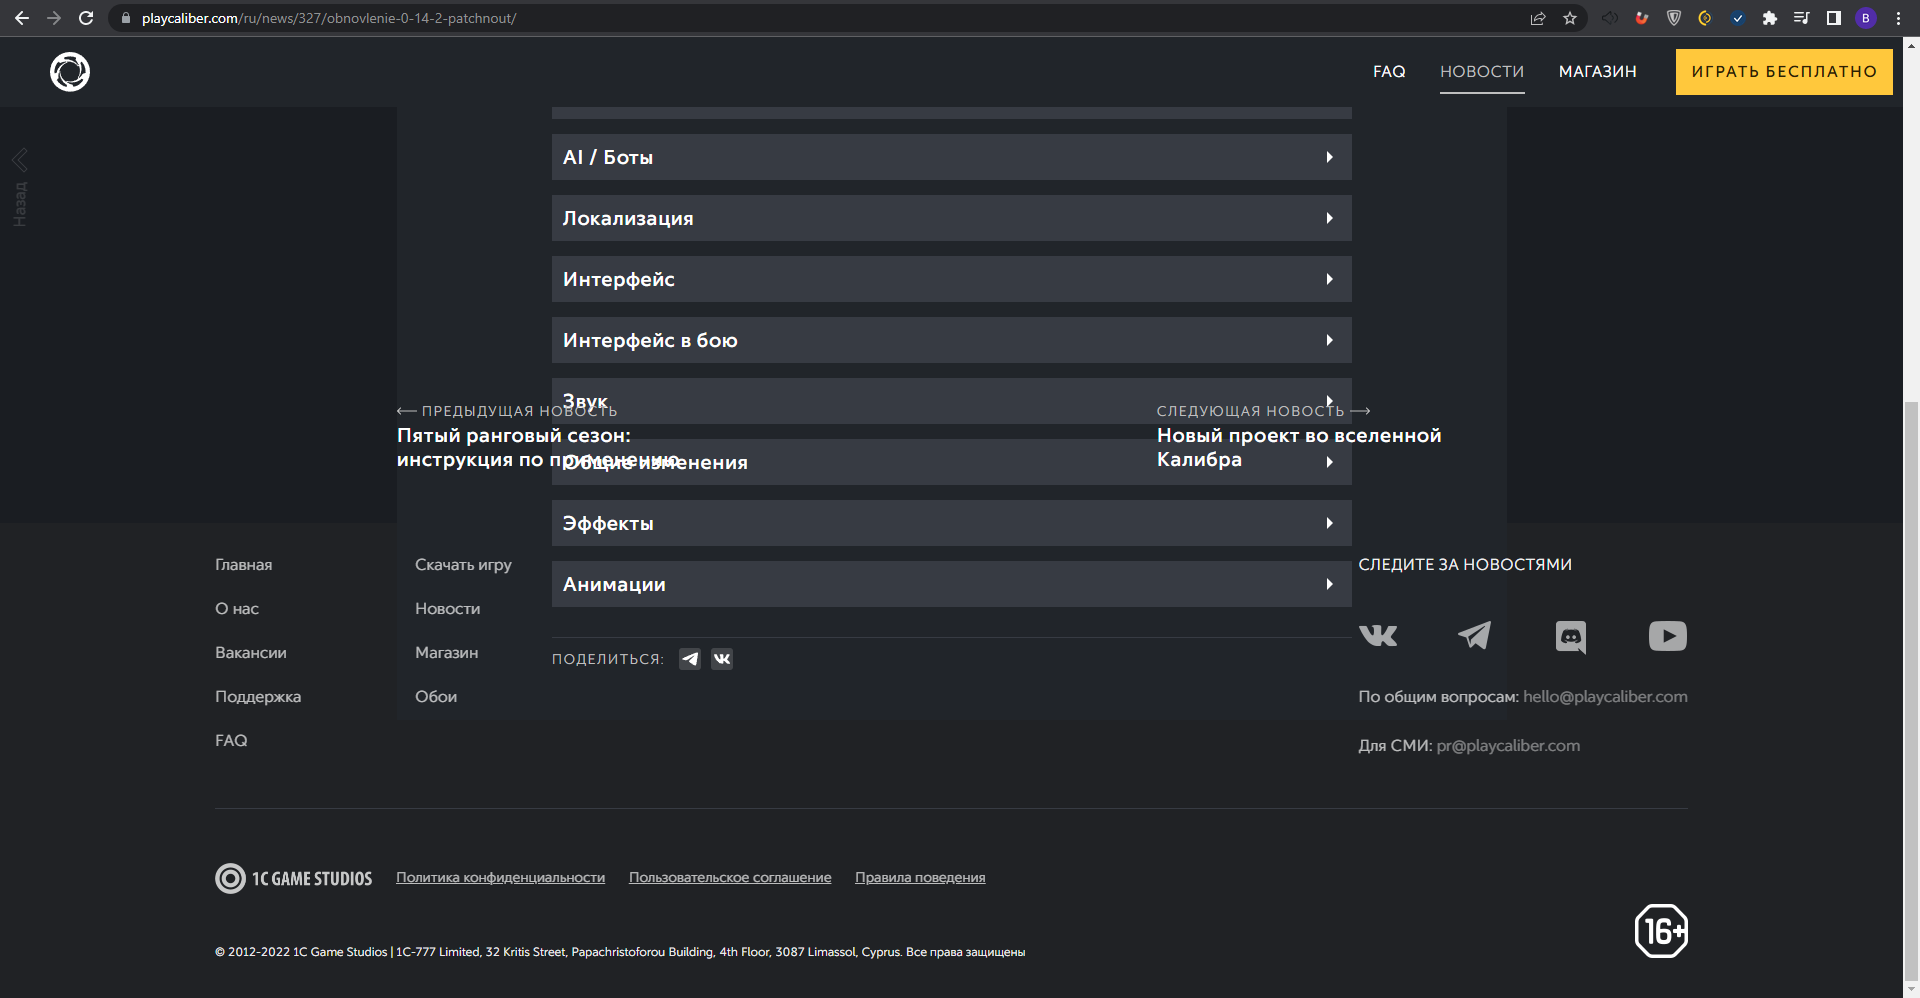 playcaliber.com/ru/news/327/obnovlenie-0-14-2-patchnout/
B
FAQ
НОВОСТИ
МАГАЗИН
ИГРАТЬ БЕСПЛАТНО
Назад
AI / Боты
Локализация
Интерфейс
Интерфейс в бою
Звук
ПРЕДЫДУЩАЯ НОВОСТЬ
Пятый ранговый сезон:
инструкция по применению
СЛЕДУЮЩАЯ НОВОСТЬ
Новый проект во вселенной
Калибра
Общие изменения
Эффекты
Анимации
ПОДЕЛИТЬСЯ:
Главная
О нас
Вакансии
Поддержка
FAQ
Скачать игру
Новости
Магазин
Обои
СЛЕДИТЕ ЗА НОВОСТЯМИ
По общим вопросам: hello@playcaliber.com
Для СМИ: pr@playcaliber.com
1C GAME STUDIOS
Политика конфиденциальности
Пользовательское соглашение
Правила поведения
16+
© 2012-2022 1C Game Studios | 1C-777 Limited, 32 Kritis Street, Papachristoforou Building, 4th Floor, 3087 Limassol, Cyprus. Все права защищены